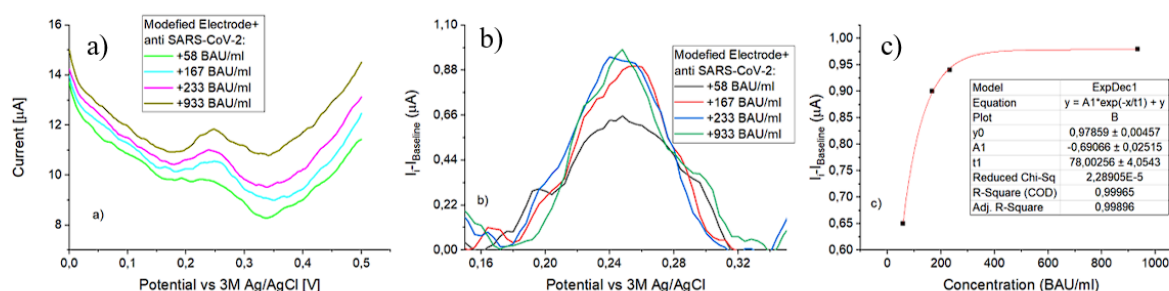 a)
Modefied Electrode+
anti SARS-CoV-2:
+58 BAU/ml
+167 BAU/ml
+233 BAU/ml
+933 BAU/ml
16
14
12
10
8
Current [µA]
a)
0,0 0,1 0,2 0,3 0,4 0,5
Potential vs 3M Ag/AgCl [V]
b)
Modefied Electrode+
anti SARS-CoV-2:
+58 BAU/ml
+167 BAU/ml
+233 BAU/ml
+933 BAU/ml
0,88
0,66
0,44
0,22
0,00
I-I Baseline (µA)
b)
0,16 0,20 0,24 0,28 0,32
Potential vs 3M Ag/AgCl
c)
1,00
0,95
0,90
0,85
0,80
0,75
0,70
0,65
0,60
(µA)
I-I Baseline
Model ExpDec1
Equation y = A1*exp(-x/t1) + y
Plot B
y0 0,97859 ± 0,00457
A1 -0,69066 ± 0,02515
t1 78,00256 ± 4,0543
Reduced Chi-Sq 2,28905E-5
R-Square (COD) 0,99965
Adj. R-Square 0,99896
c)
0 200 400 600 800 1000
Concentration (BAU/ml)